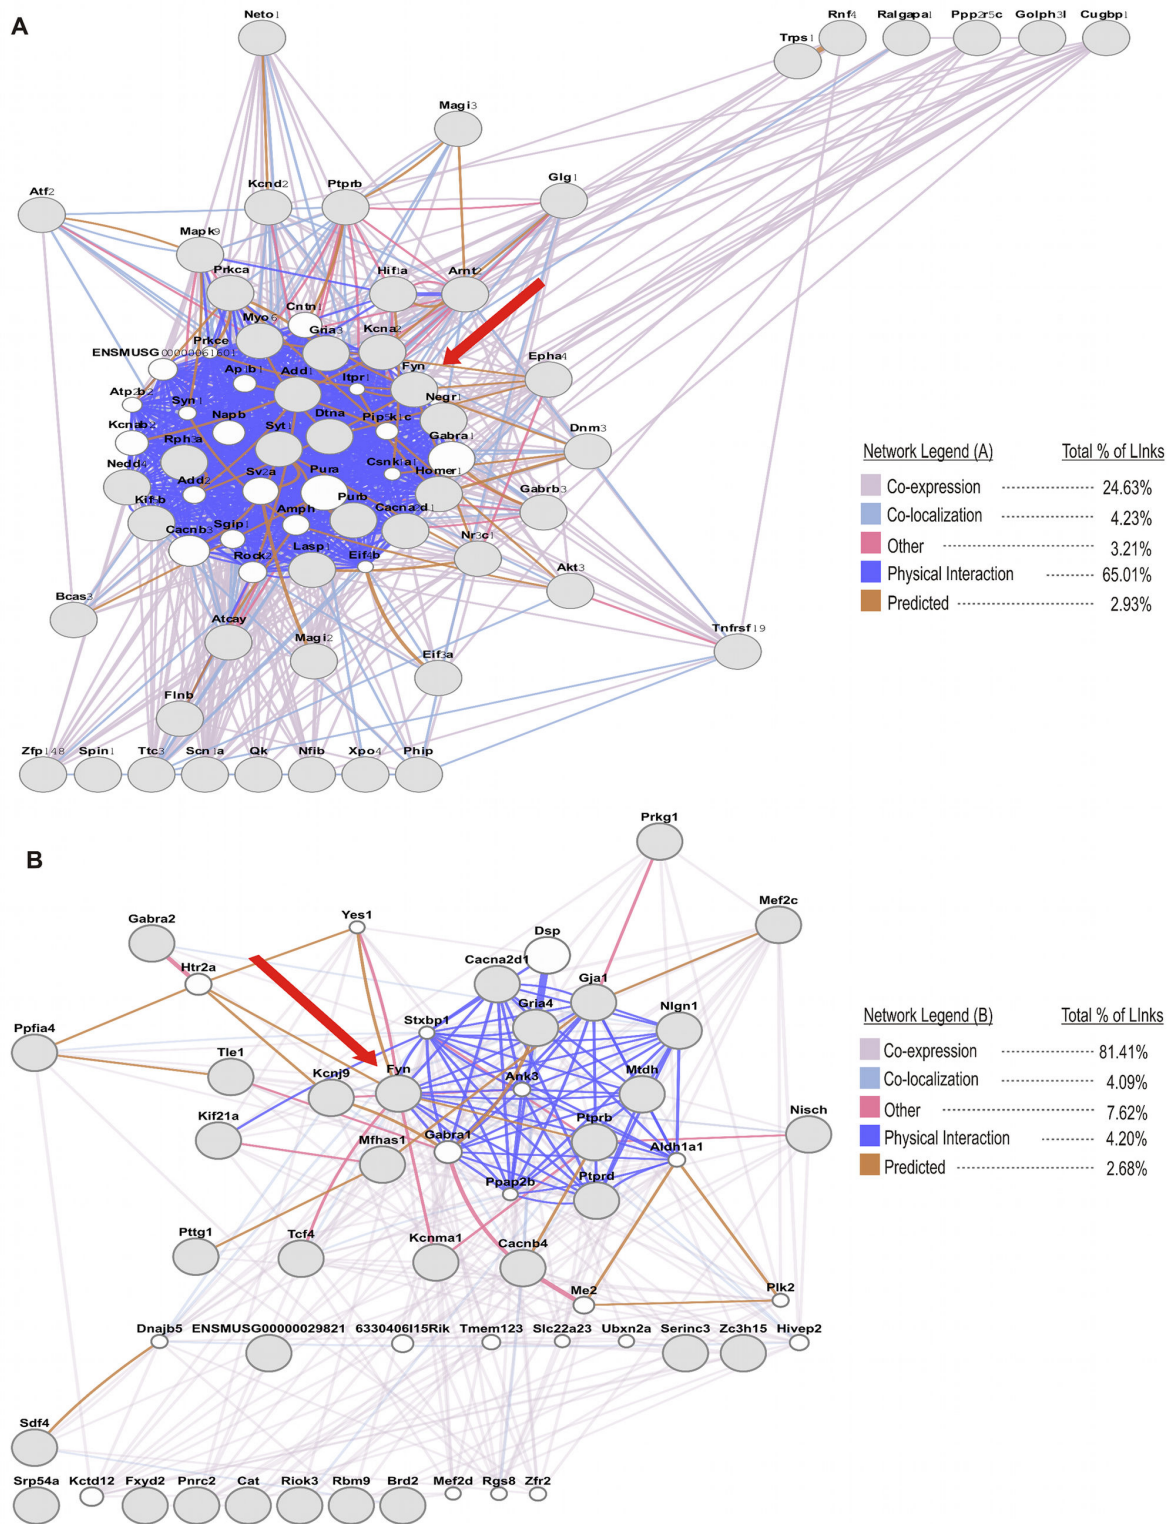 A
Neto1
Rnf4
Ralgapa1
Ppp2r5c
Golph3l
Cugbp1
Trps1
Magi3
Atf2
Kcnd2
Ptprb
Glg1
Mapk9
Prkca
Hif1a
Arnt2
Cntn1
Myo6
Gria3
Kcna2
Prkce
ENSMUSG00000061601
Epha4
Ap1b1
Add1
Itpr1
Fyn
Atp2b2
Syn1
Negr1
Kcnab2
Napb
Dtna
Pip5k1c
Rph3a
Syt1
Gabra1
Dnm3
Nedd4
Add2
Sv2a
Pura
Csnk1a1
Homer1
Gabrb3
Kif5b
Amph
Purb
Cacna2d1
Cacnb3
Sgip1
Nr3c1
Rock2
Lasp1
Eif4b
Akt3
Bcas3
Atcay
Magi2
Eif3a
Tnfrsf19
Flnb
Zfp148
Spin1
Ttc3
Scn1a
Qk
Nfib
Xpo4
Phip
Network Legend (A) Total % of LInks
Co-expression 24.63%
Co-localization 4.23%
Other 3.21%
Physical Interaction 65.01%
Predicted 2.93%
B
Prkg1
Gabra2
Yes1
Mef2c
Dsp
Htr2a
Cacna2d1
Gja1
Gria4
Nlgn1
Ppfia4
Stxbp1
Tle1
Kcnj9
Fyn
Ank3
Mtdh
Kif21a
Mfhas1
Gabra1
Ptprb
Aldh1a1
Nisch
Ppap2b
Ptprd
Pttg1
Tcf4
Kcnma1
Cacnb4
Me2
Plk2
Dnajb5
ENSMUSG00000029821
6330406I15Rik
Tmem123
Slc22a23
Ubxn2a
Serinc3
Zc3h15
Hivep2
Sdf4
Srp54a
Kctd12
Fxyd2
Pnrc2
Cat
Riok3
Rbm9
Brd2
Mef2d
Rgs8
Zfr2
Network Legend (B) Total % of LInks
Co-expression 81.41%
Co-localization 4.09%
Other 7.62%
Physical Interaction 4.20%
Predicted 2.68%